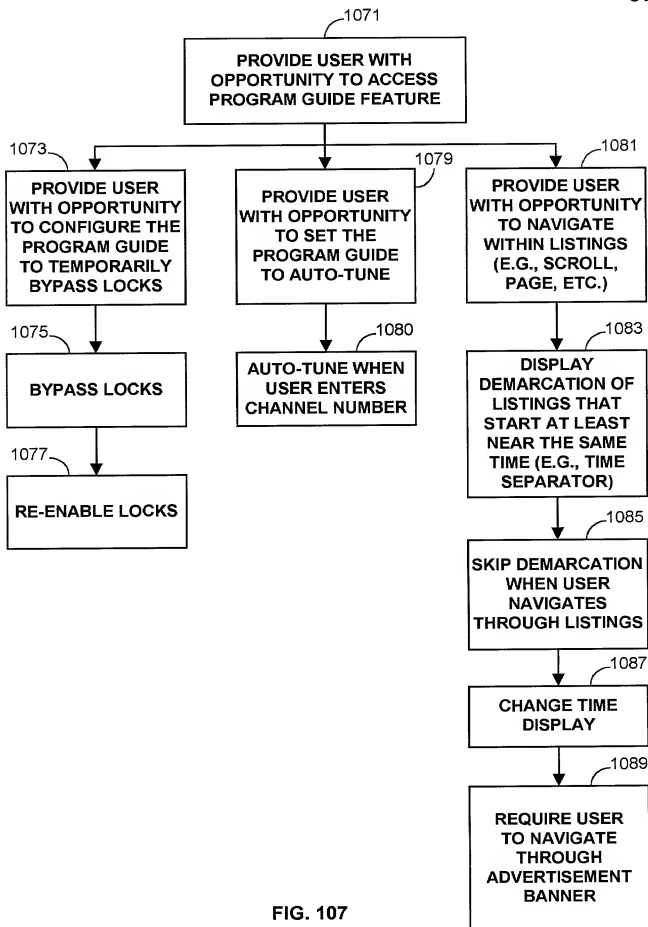 1071
PROVIDE USER WITH
OPPORTUNITY TO ACCESS
PROGRAM GUIDE FEATURE
1073
PROVIDE USER
WITH OPPORTUNITY
TO CONFIGURE THE
PROGRAM GUIDE
TO TEMPORARILY
BYPASS LOCKS
1075
BYPASS LOCKS
1077
RE-ENABLE LOCKS
1079
PROVIDE USER
WITH OPPORTUNITY
TO SET THE
PROGRAM GUIDE
TO AUTO-TUNE
1080
AUTO-TUNE WHEN
USER ENTERS
CHANNEL NUMBER
1081
PROVIDE USER
WITH OPPORTUNITY
TO NAVIGATE
WITHIN LISTINGS
(E.G., SCROLL,
PAGE, ETC.)
1083
DISPLAY
DEMARCATION OF
LISTINGS THAT
START AT LEAST
NEAR THE SAME
TIME (E.G., TIME
SEPARATOR)
1085
SKIP DEMARCATION
WHEN USER
NAVIGATES
THROUGH LISTINGS
1087
CHANGE TIME
DISPLAY
1089
REQUIRE USER
TO NAVIGATE
THROUGH
ADVERTISEMENT
BANNER
FIG. 107